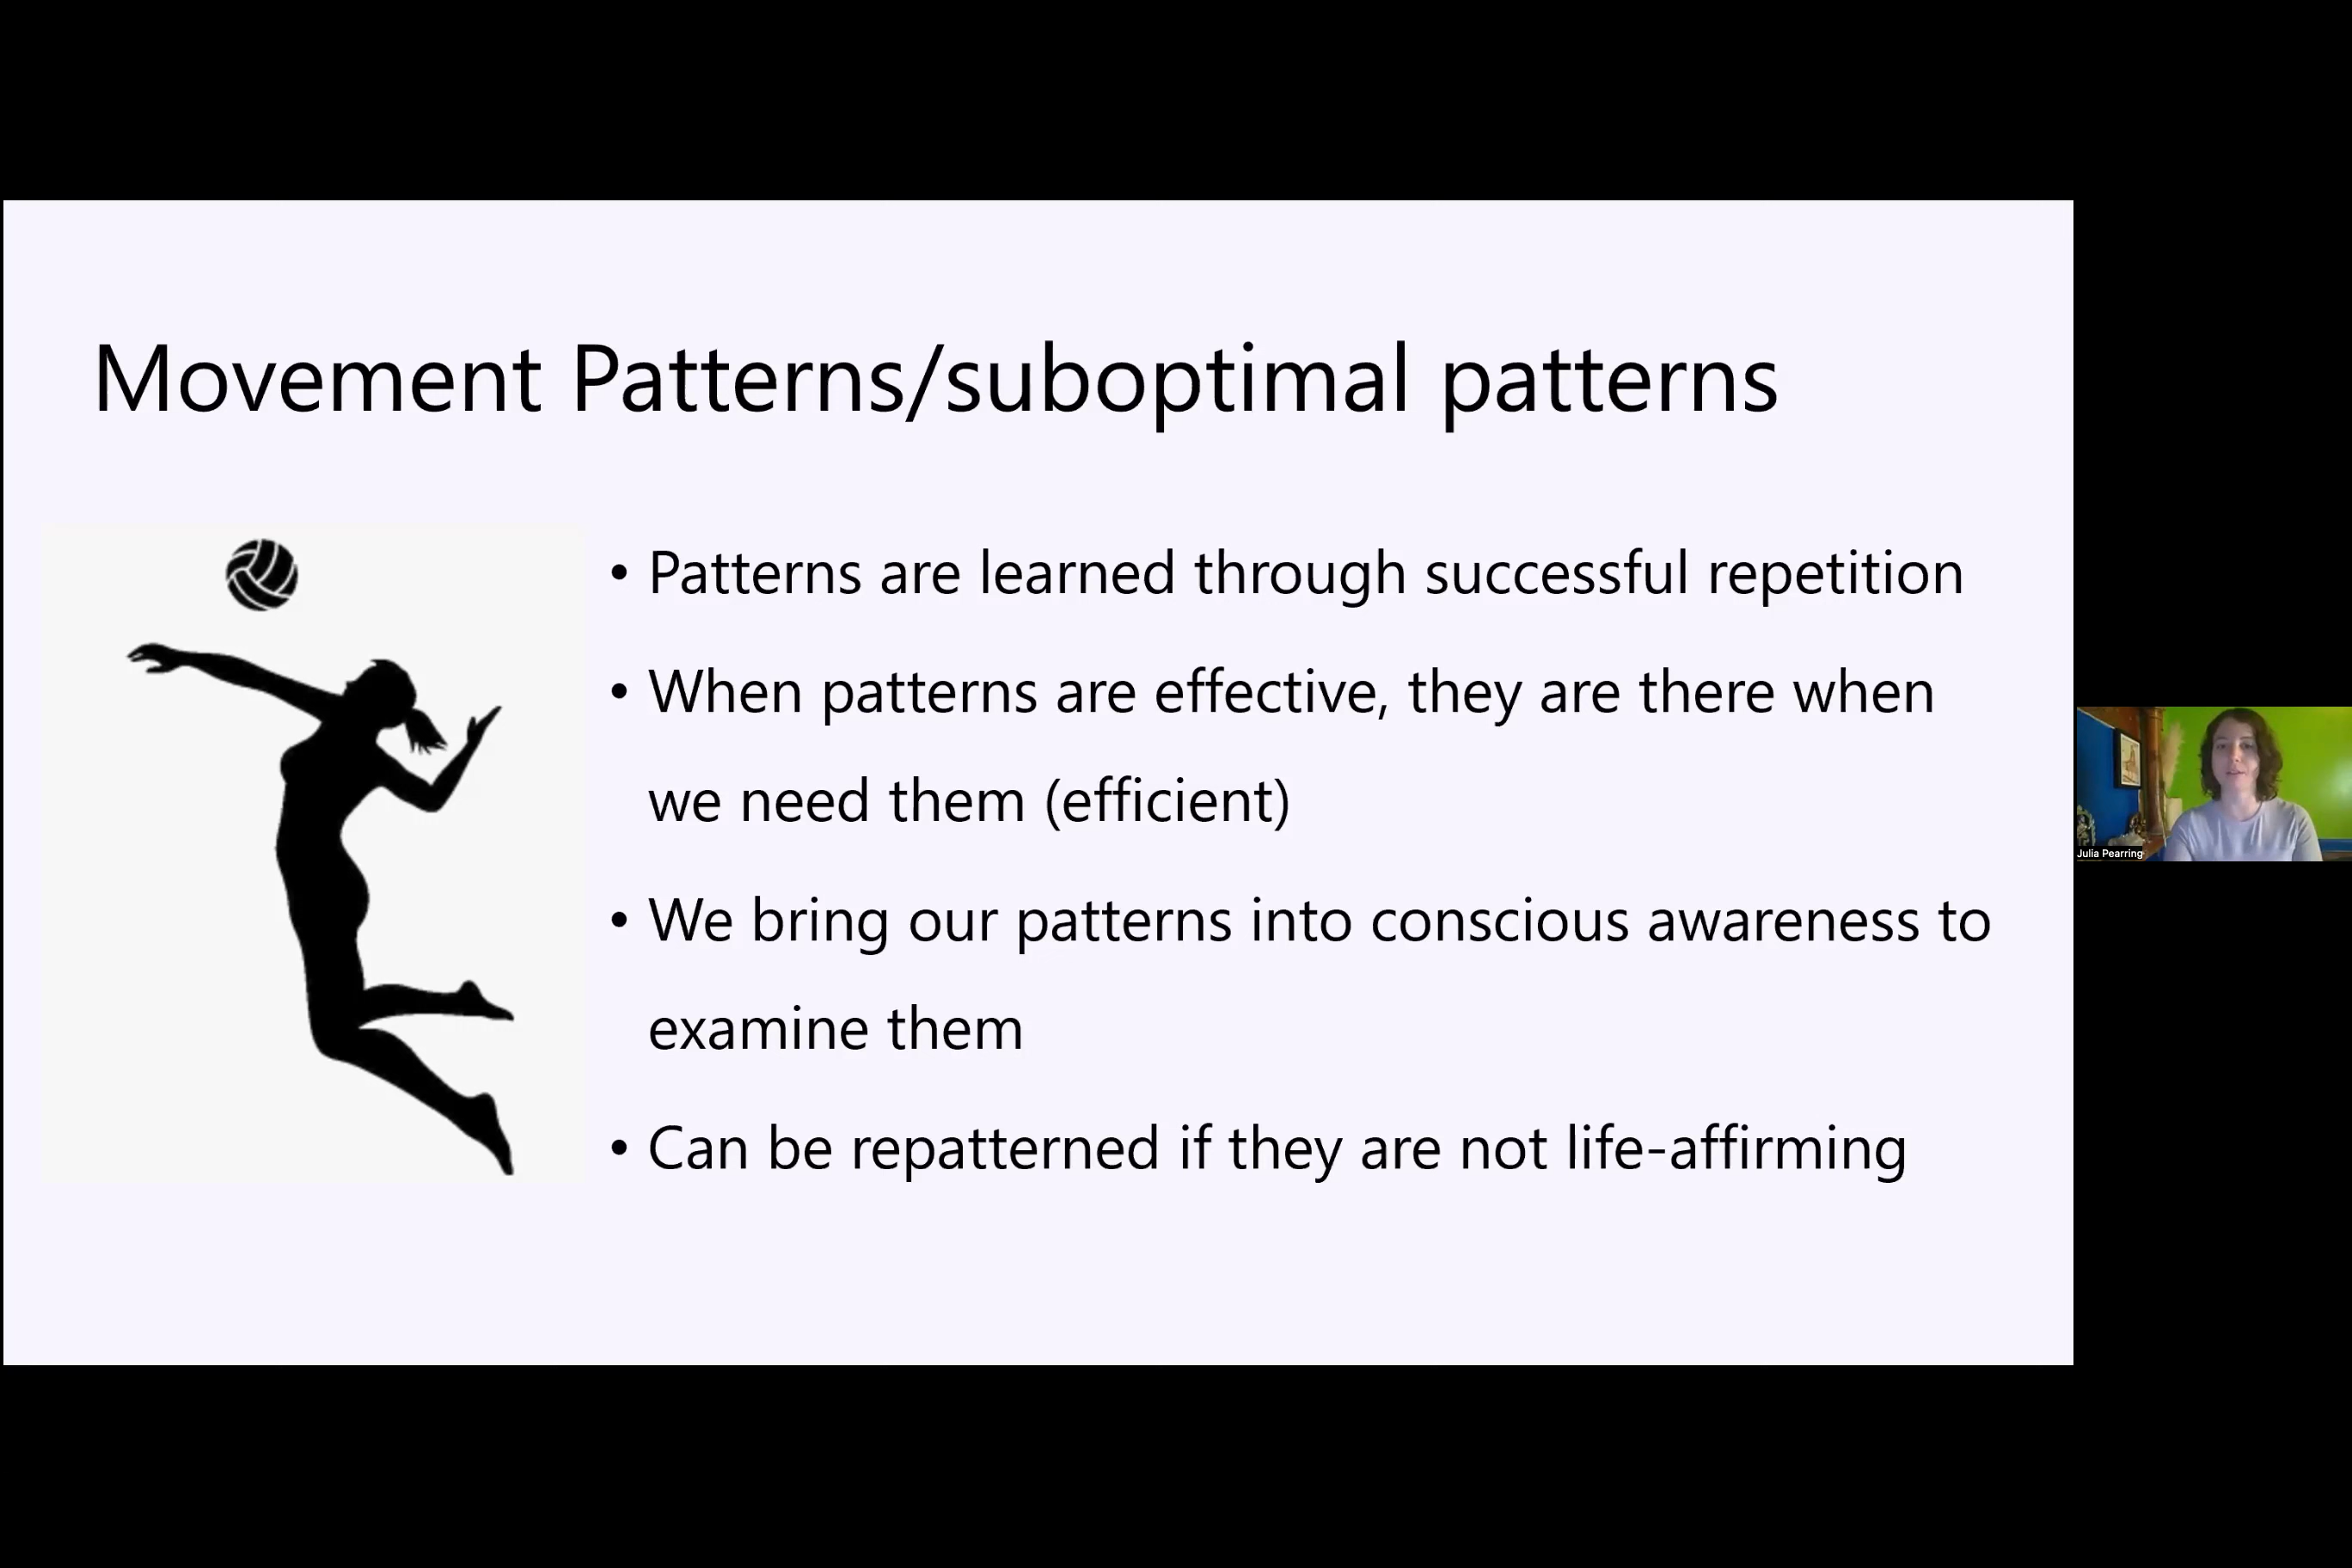 Movement Patterns/suboptimal patterns
• Patterns are learned through successful repetition
• When patterns are effective, they are there when
we need them (efficient)
• We bring our patterns into conscious awareness to
examine them
• Can be repatterned if they are not life-affirming
Julia Pearring